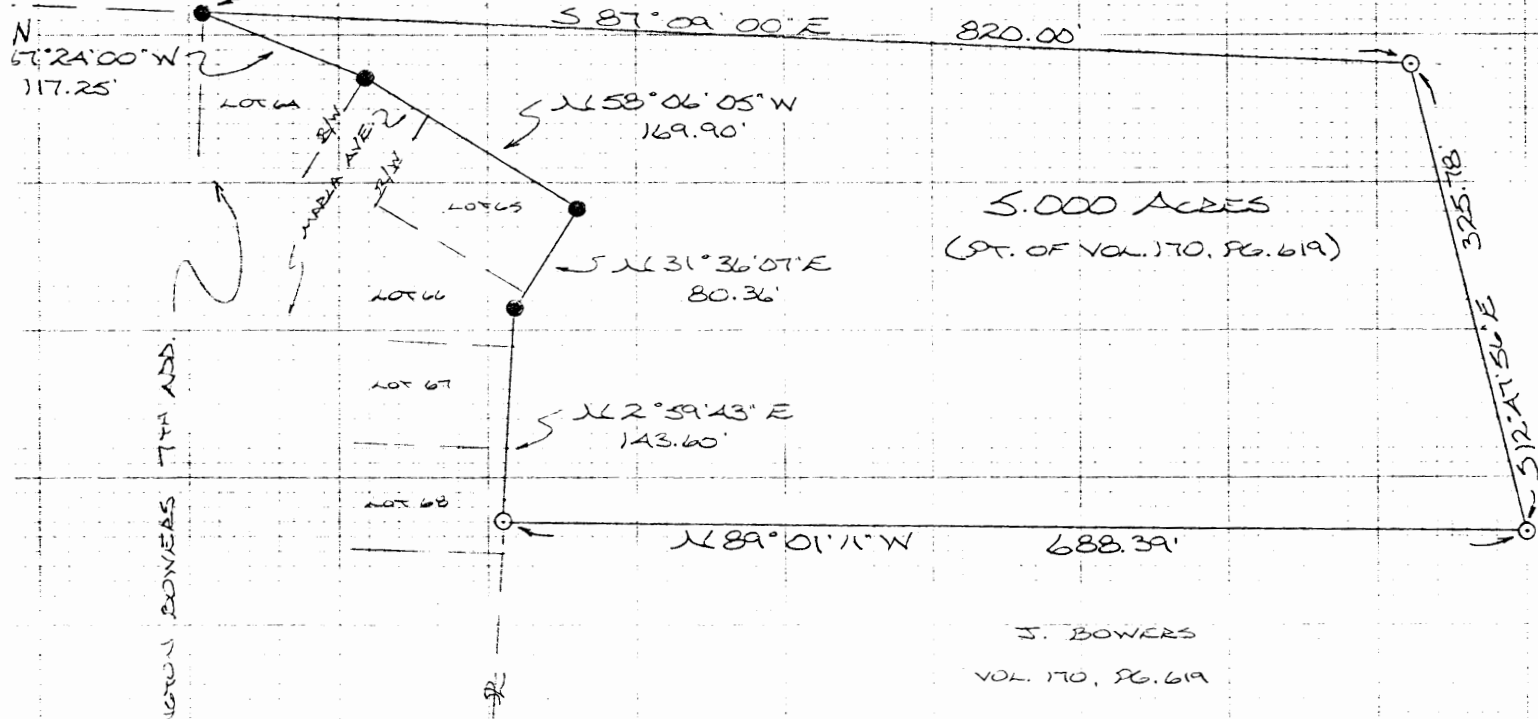 S 87° 09' 00" E 820.00'
N
67° 24' 00" W
117.25'
LOT 64
R/W
MARLA AVE.
R/W
N 58° 06' 05" W
169.90'
LOT 65
5.000 ACRES
(PT. OF VOL. 170, PG. 619)
325.78'
S 12° 47' 56" E
N 31° 36' 07" E
80.36'
LOT 66
LOT 67
N 2° 59' 43" E
143.60'
LOT 68
N 89° 01' 11" W 688.39'
BOWERS 7TH ADD.
J. BOWERS
VOL. 170, PG. 619